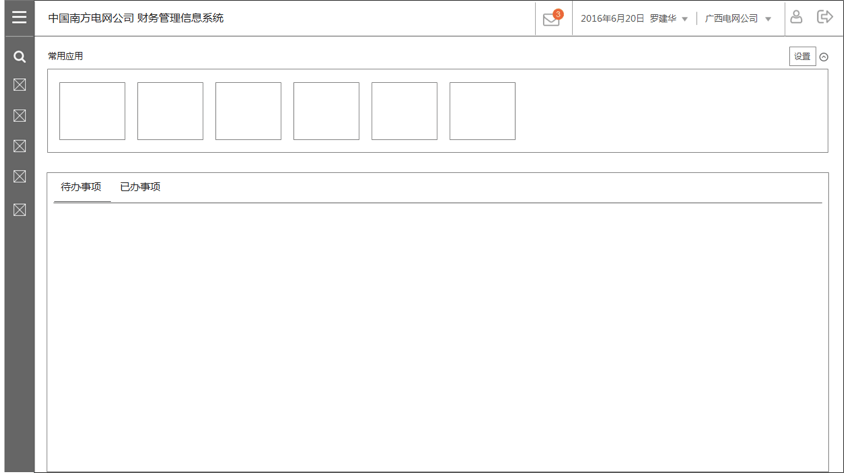 中国南方电网公司 财务管理信息系统
3
2016年6月20日 罗建华
广西电网公司
常用应用
设置
待办事项
已办事项